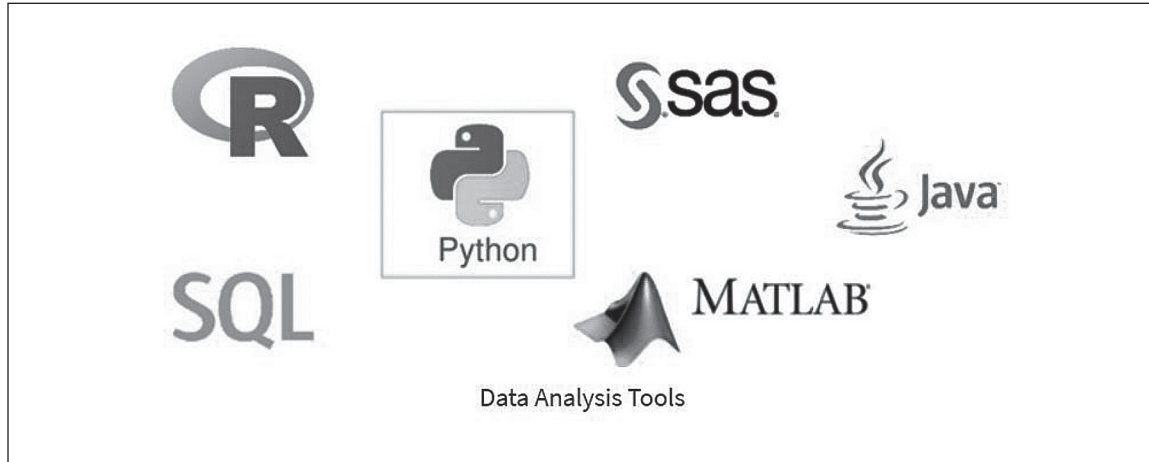 R
sas
Python
Java
SQL
MATLAB
Data Analysis Tools